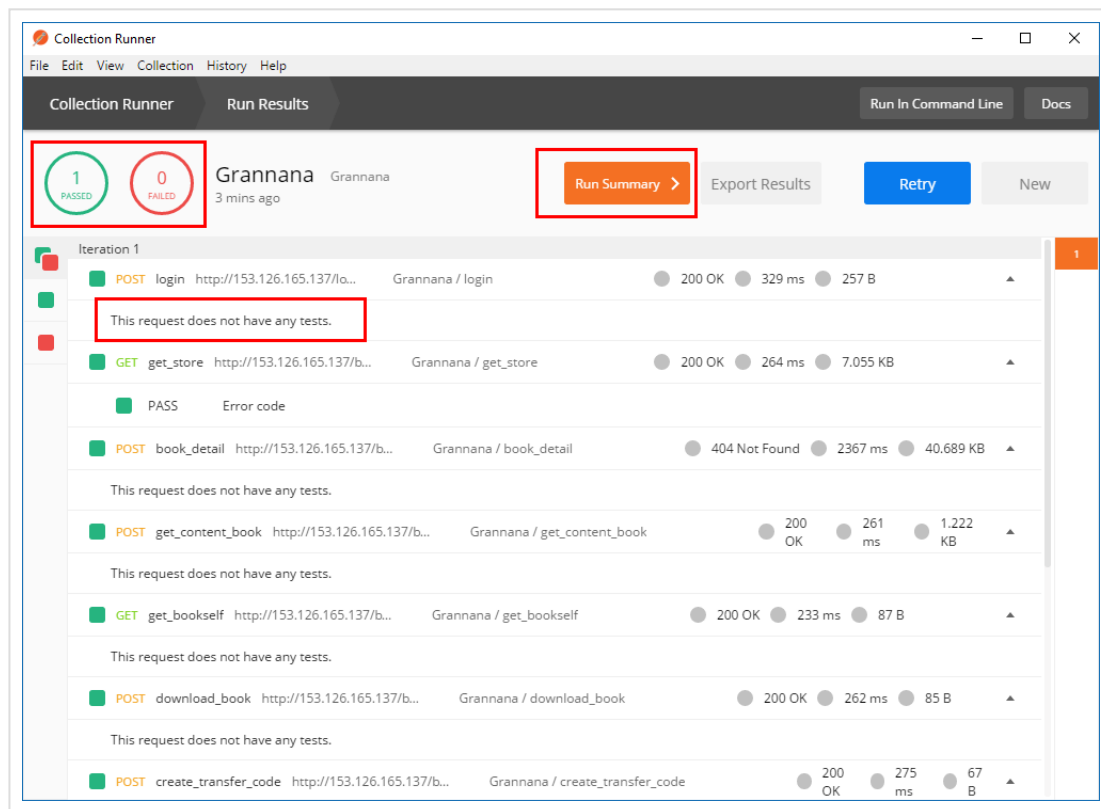 Collection Runner
File Edit View Collection History Help
Collection Runner Run Results Run In Command Line Docs
1 PASSED 0 FAILED Grannana Grannana
3 mins ago
Run Summary Export Results Retry New
Iteration 1 1
POST login http://153.126.165.137/lo... Grannana / login 200 OK 329 ms 257 B
This request does not have any tests.
GET get_store http://153.126.165.137/b... Grannana / get_store 200 OK 264 ms 7.055 KB
PASS Error code
POST book_detail http://153.126.165.137/b... Grannana / book_detail 404 Not Found 2367 ms 40.689 KB
This request does not have any tests.
POST get_content_book http://153.126.165.137/b... Grannana / get_content_book 200 OK 261 ms 1.222 KB
This request does not have any tests.
GET get_bookself http://153.126.165.137/b... Grannana / get_bookself 200 OK 233 ms 87 B
This request does not have any tests.
POST download_book http://153.126.165.137/b... Grannana / download_book 200 OK 262 ms 85 B
This request does not have any tests.
POST create_transfer_code http://153.126.165.137/b... Grannana / create_transfer_code 200 OK 275 ms 67 B